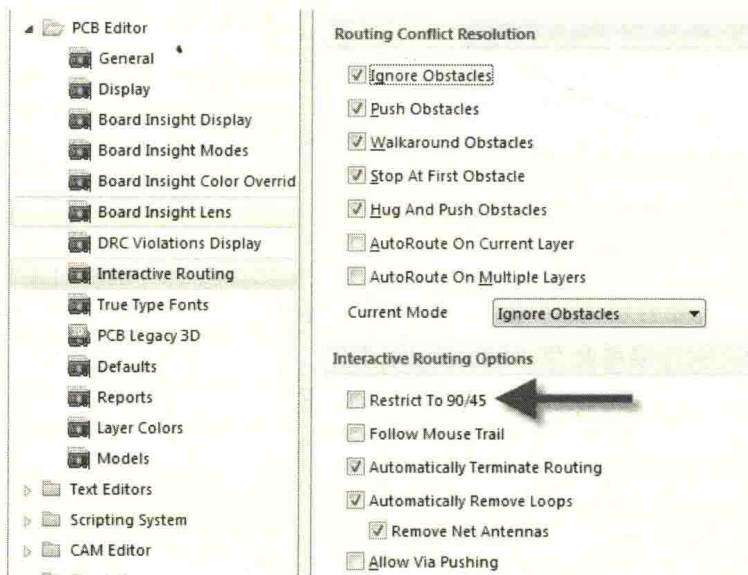 PCB Editor
General
Display
Board Insight Display
Board Insight Modes
Board Insight Color Overrid
Board Insight Lens
DRC Violations Display
Interactive Routing
True Type Fonts
PCB Legacy 3D
Defaults
Reports
Layer Colors
Models
Text Editors
Scripting System
CAM Editor
Routing Conflict Resolution
Ignore Obstacles
Push Obstacles
Walkaround Obstacles
Stop At First Obstacle
Hug And Push Obstacles
AutoRoute On Current Layer
AutoRoute On Multiple Layers
Current Mode Ignore Obstacles
Interactive Routing Options
Restrict To 90/45
Follow Mouse Trail
Automatically Terminate Routing
Automatically Remove Loops
Remove Net Antennas
Allow Via Pushing